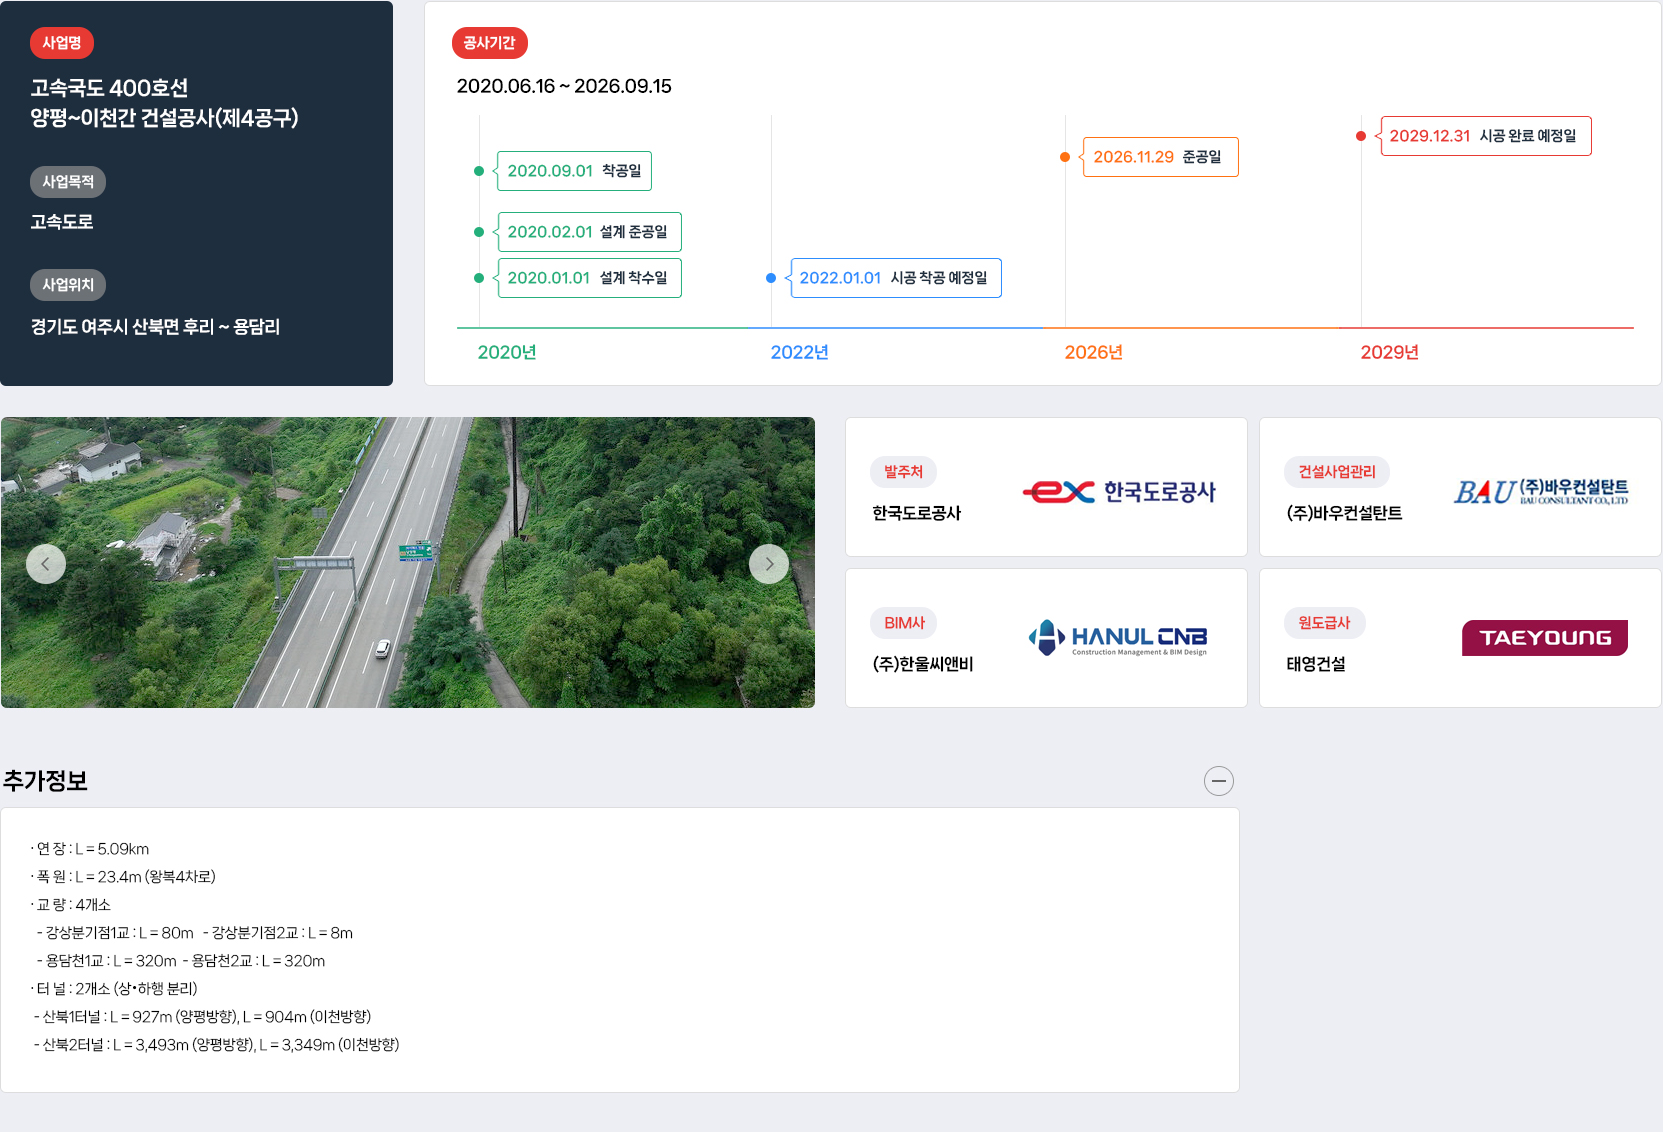 사업명
고속국도 400호선
양평~이천간 건설공사(제4공구)
사업목적
고속도로
사업위치
경기도 여주시 산북면 후리 ~ 용담리
공사기간
2020.06.16 ~ 2026.09.15
2020.09.01 착공일
2020.02.01 설계 준공일
2020.01.01 설계 착수일
2022.01.01 시공 착공 예정일
2026.11.29 준공일
2029.12.31 시공 완료 예정일
2020년
2022년
2026년
2029년
발주처
한국도로공사
ex 한국도로공사
건설사업관리
(주)바우컨설탄트
BAU (주)바우컨설탄트
BAU CONSULTANT CO., LTD
BIM사
(주)한울씨앤비
HANUL CNB
Construction Management & BIM Design
원도급사
태영건설
TAEYOUNG
추가정보
· 연 장 : L = 5.09km
· 폭 원 : L = 23.4m (왕복4차로)
· 교 량 : 4개소
- 강상분기점1교 : L = 80m - 강상분기점2교 : L = 8m
- 용담천1교 : L = 320m - 용담천2교 : L = 320m
· 터 널 : 2개소 (상•하행 분리)
- 산북1터널 : L = 927m (양평방향), L = 904m (이천방향)
- 산북2터널 : L = 3,493m (양평방향), L = 3,349m (이천방향)